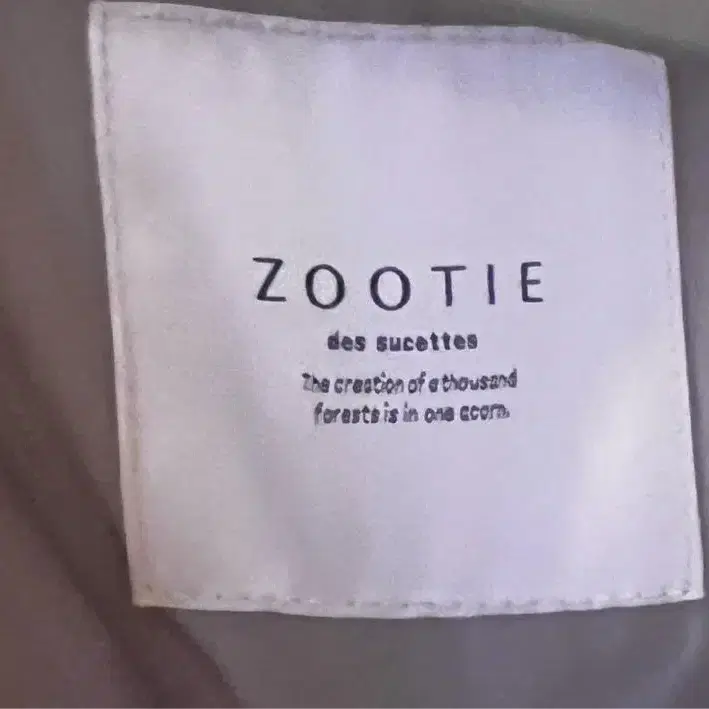 ZOOTIE
des sucettes
The creation of a thousand
forests is in one acorn.